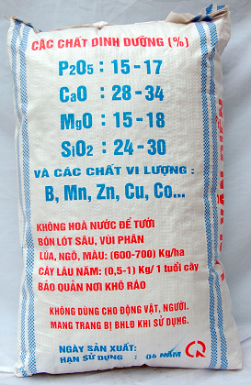 CÁC CHẤT DINH DƯỠNG (%)
P2O5 : 15 - 17
CaO : 28 - 34
MgO : 15 - 18
SiO2 : 24 - 30
VÀ CÁC CHẤT VI LƯỢNG :
B, Mn, Zn, Cu, Co...
KHÔNG HOÀ NƯỚC ĐỂ TƯỚI
BÓN LÓT SÂU, VÙI PHÂN
LÚA, NGÔ, MÀU: (600-700) Kg/ha
CÂY LÂU NĂM: (0,5-1) Kg/ 1 tuổi cây
BẢO QUẢN NƠI KHÔ RÁO
KHÔNG DÙNG CHO ĐỘNG VẬT, NGƯỜI.
MANG TRANG BỊ BHLĐ KHI SỬ DỤNG.
NGÀY SẢN XUẤT:
HẠN SỬ DỤNG : 04 NĂM